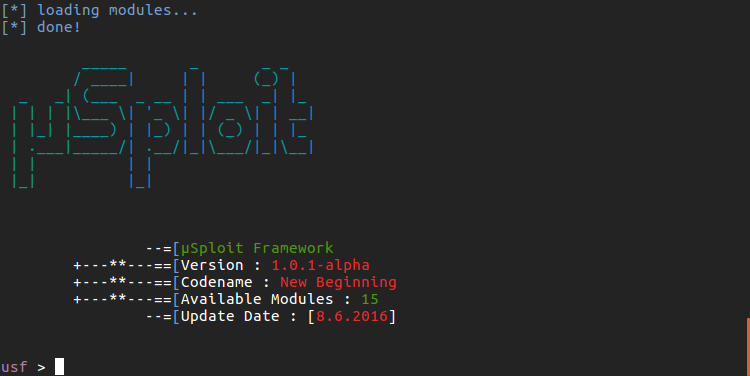 [*] loading modules...
[*] done!
µSploit
--=[µSploit Framework
+---**---==[Version : 1.0.1-alpha
+---**---==[Codename : New Beginning
+---**---==[Available Modules : 15
--=[Update Date : [8.6.2016]
usf >